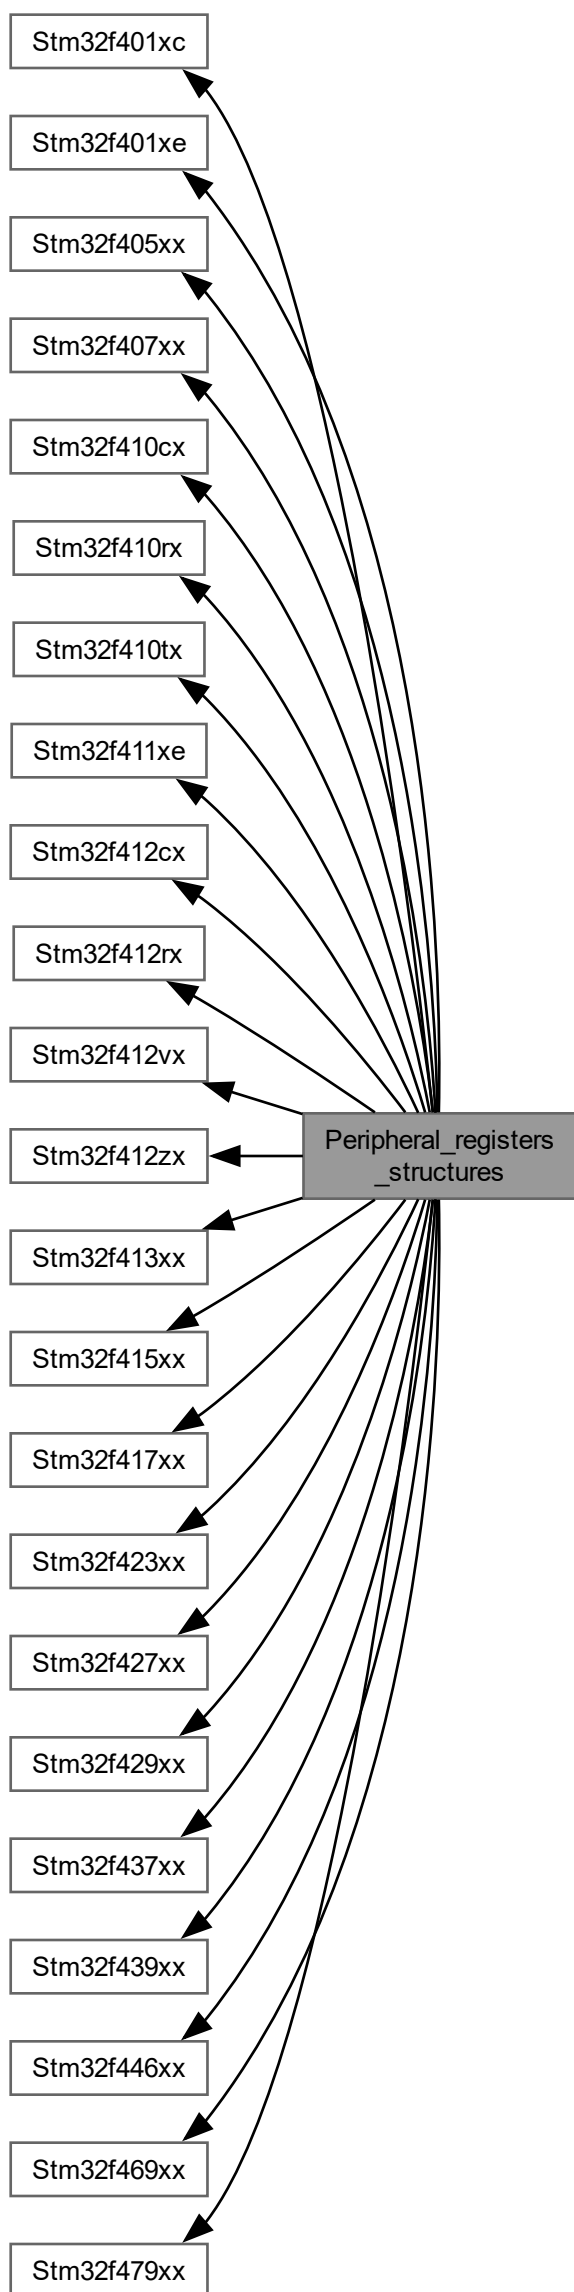 Stm32f401xc
Stm32f401xe
Stm32f405xx
Stm32f407xx
Stm32f410cx
Stm32f410rx
Stm32f410tx
Stm32f411xe
Stm32f412cx
Stm32f412rx
Stm32f412vx
Peripheral_registers
_structures
Stm32f412zx
Stm32f413xx
Stm32f415xx
Stm32f417xx
Stm32f423xx
Stm32f427xx
Stm32f429xx
Stm32f437xx
Stm32f439xx
Stm32f446xx
Stm32f469xx
Stm32f479xx